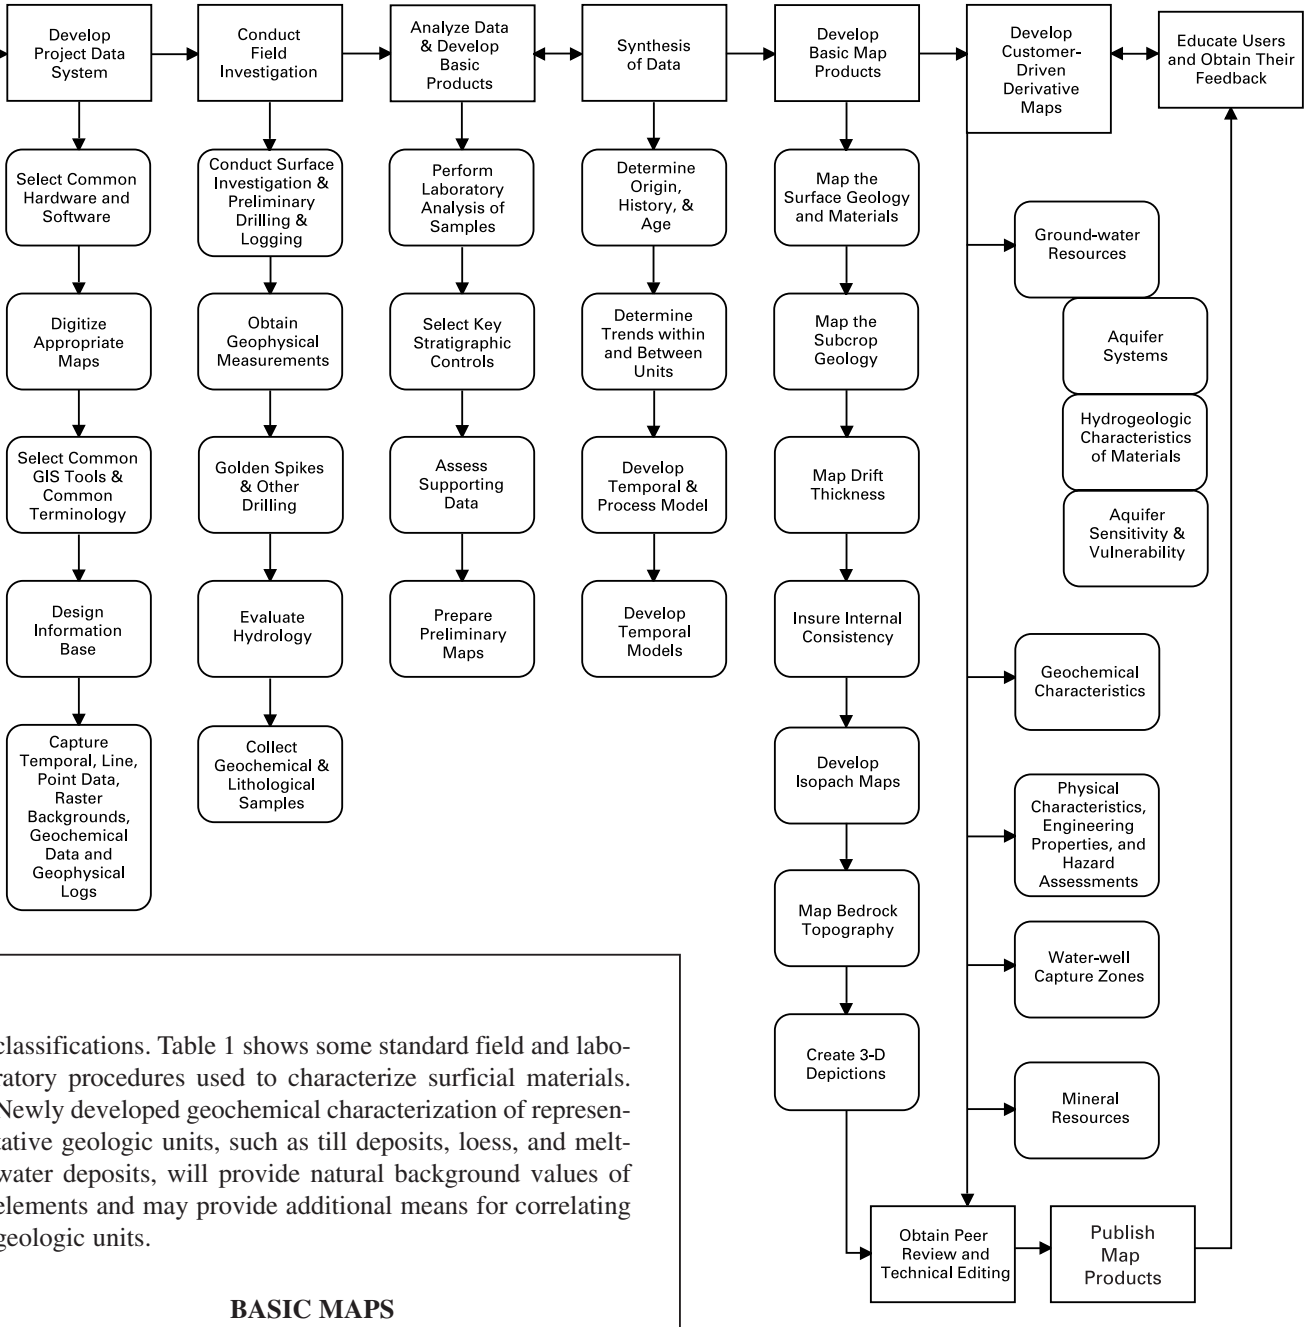 Develop
Project Data
System
Conduct
Field
Investigation
Analyze Data
& Develop
Basic
Products
Synthesis
of Data
Develop
Basic Map
Products
Develop
Customer-
Driven
Derivative
Maps
Educate Users
and Obtain Their
Feedback
Select Common
Hardware and
Software
Digitize
Appropriate
Maps
Select Common
GIS Tools &
Common
Terminology
Design
Information
Base
Capture
Temporal, Line,
Point Data,
Raster
Backgrounds,
Geochemical
Data and
Geophysical
Logs
Conduct Surface
Investigation &
Preliminary
Drilling &
Logging
Obtain
Geophysical
Measurements
Golden Spikes
& Other
Drilling
Evaluate
Hydrology
Collect
Geochemical &
Lithological
Samples
Perform
Laboratory
Analysis of
Samples
Select Key
Stratigraphic
Controls
Assess
Supporting
Data
Prepare
Preliminary
Maps
Determine
Origin,
History, &
Age
Determine
Trends within
and Between
Units
Develop
Temporal &
Process Model
Develop
Temporal
Models
Map the
Surface Geology
and Materials
Map the
Subcrop
Geology
Map Drift
Thickness
Insure Internal
Consistency
Develop
Isopach Maps
Map Bedrock
Topography
Create 3-D
Depictions
Ground-water
Resources
Aquifer
Systems
Hydrogeologic
Characteristics
of Materials
Aquifer
Sensitivity &
Vulnerability
Geochemical
Characteristics
Physical
Characteristics,
Engineering
Properties, and
Hazard
Assessments
Water-well
Capture Zones
Mineral
Resources
Obtain Peer
Review and
Technical Editing
Publish
Map
Products
classifications. Table 1 shows some standard field and labo-
ratory procedures used to characterize surficial materials.
Newly developed geochemical characterization of represen-
tative geologic units, such as till deposits, loess, and melt-
water deposits, will provide natural background values of
elements and may provide additional means for correlating
geologic units.
BASIC MAPS